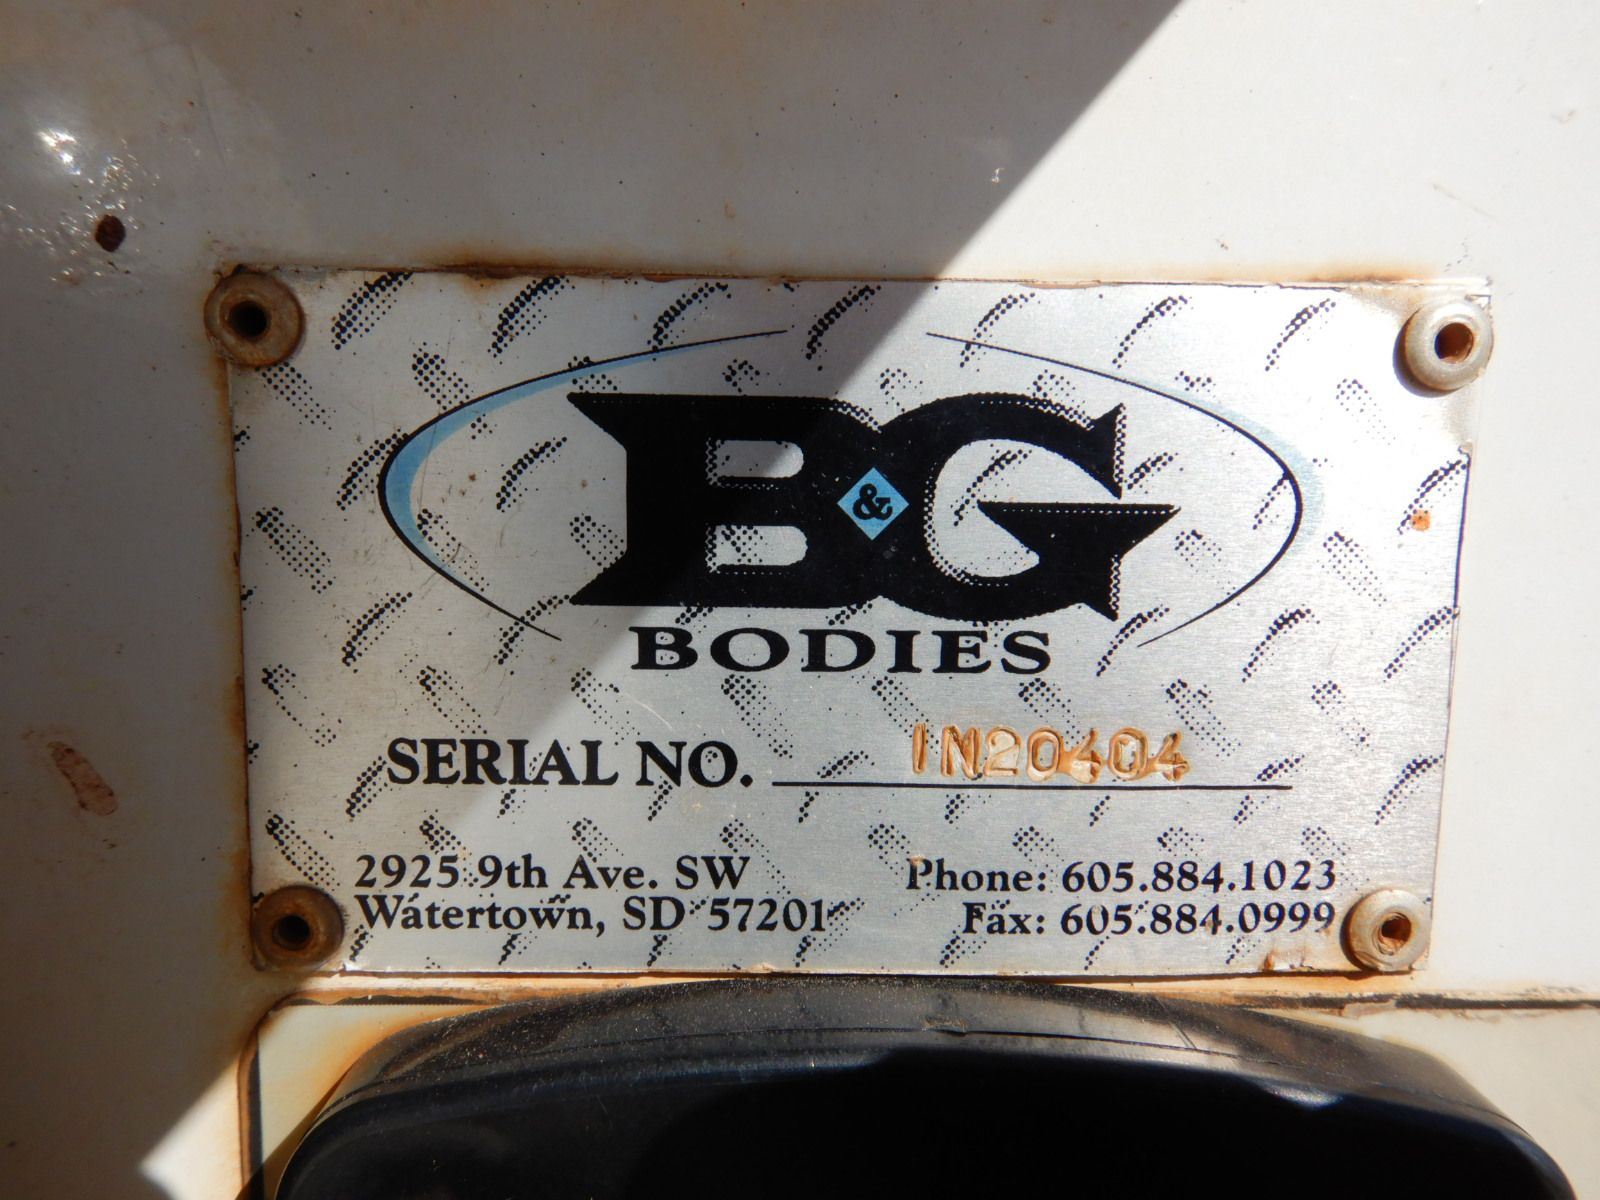 B&G
BODIES
SERIAL NO. 1N20404
2925 9th Ave. SW
Watertown, SD 57201
Phone: 605.884.1023
Fax: 605.884.0999